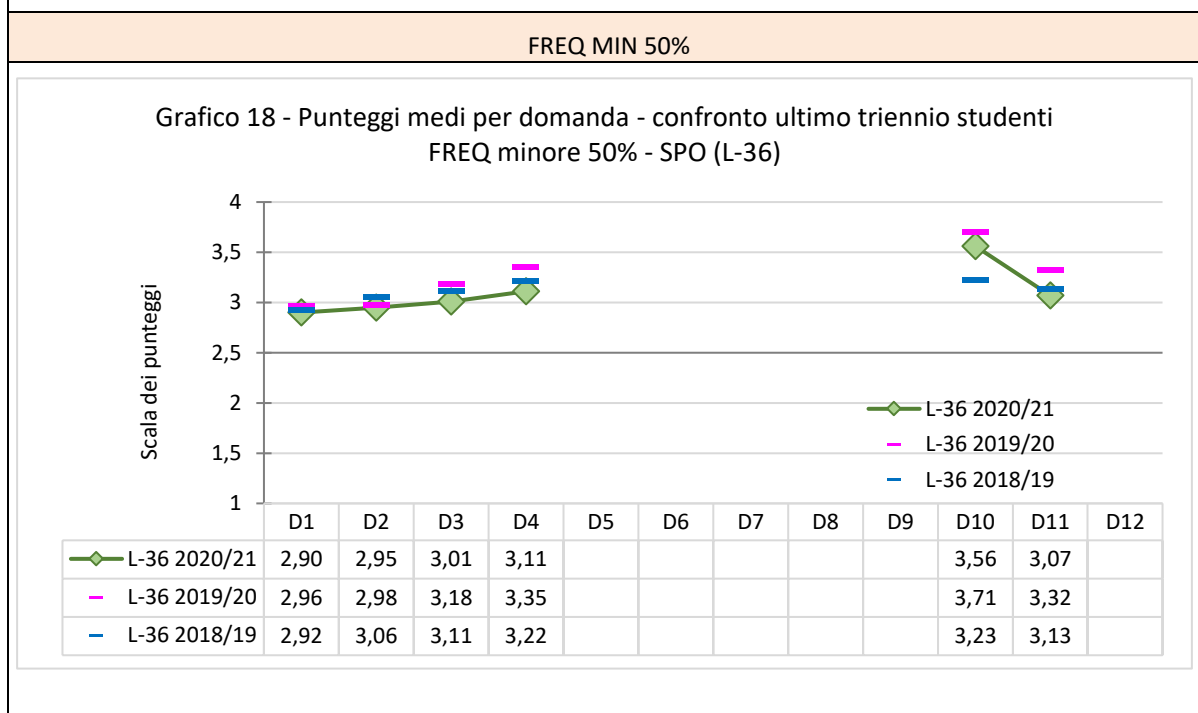 FREQ MIN 50%
Grafico 18 - Punteggi medi per domanda - confronto ultimo triennio studenti
FREQ minore 50% - SPO (L-36)
Scala dei punteggi
4
3,5
3
2,5
2
1,5
1
L-36 2020/21
L-36 2019/20
L-36 2018/19
D1 D2 D3 D4 D5 D6 D7 D8 D9 D10 D11 D12
L-36 2020/21 2,90 2,95 3,01 3,11 3,56 3,07
L-36 2019/20 2,96 2,98 3,18 3,35 3,71 3,32
L-36 2018/19 2,92 3,06 3,11 3,22 3,23 3,13